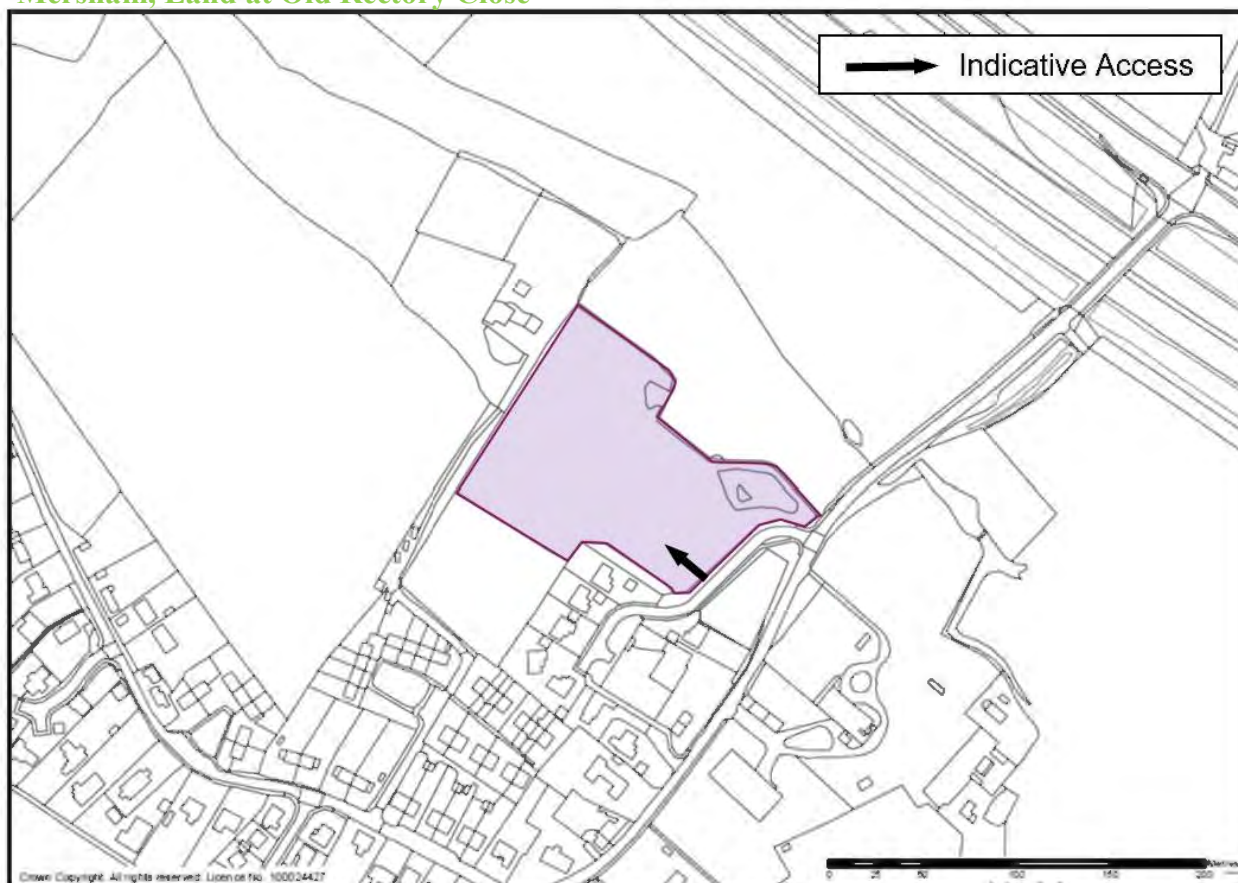 Mersham, Land at Old Rectory Close
Indicative Access
Crown Copyright. All rights reserved. Licence No. 100024427
0 25 50 100 150 200